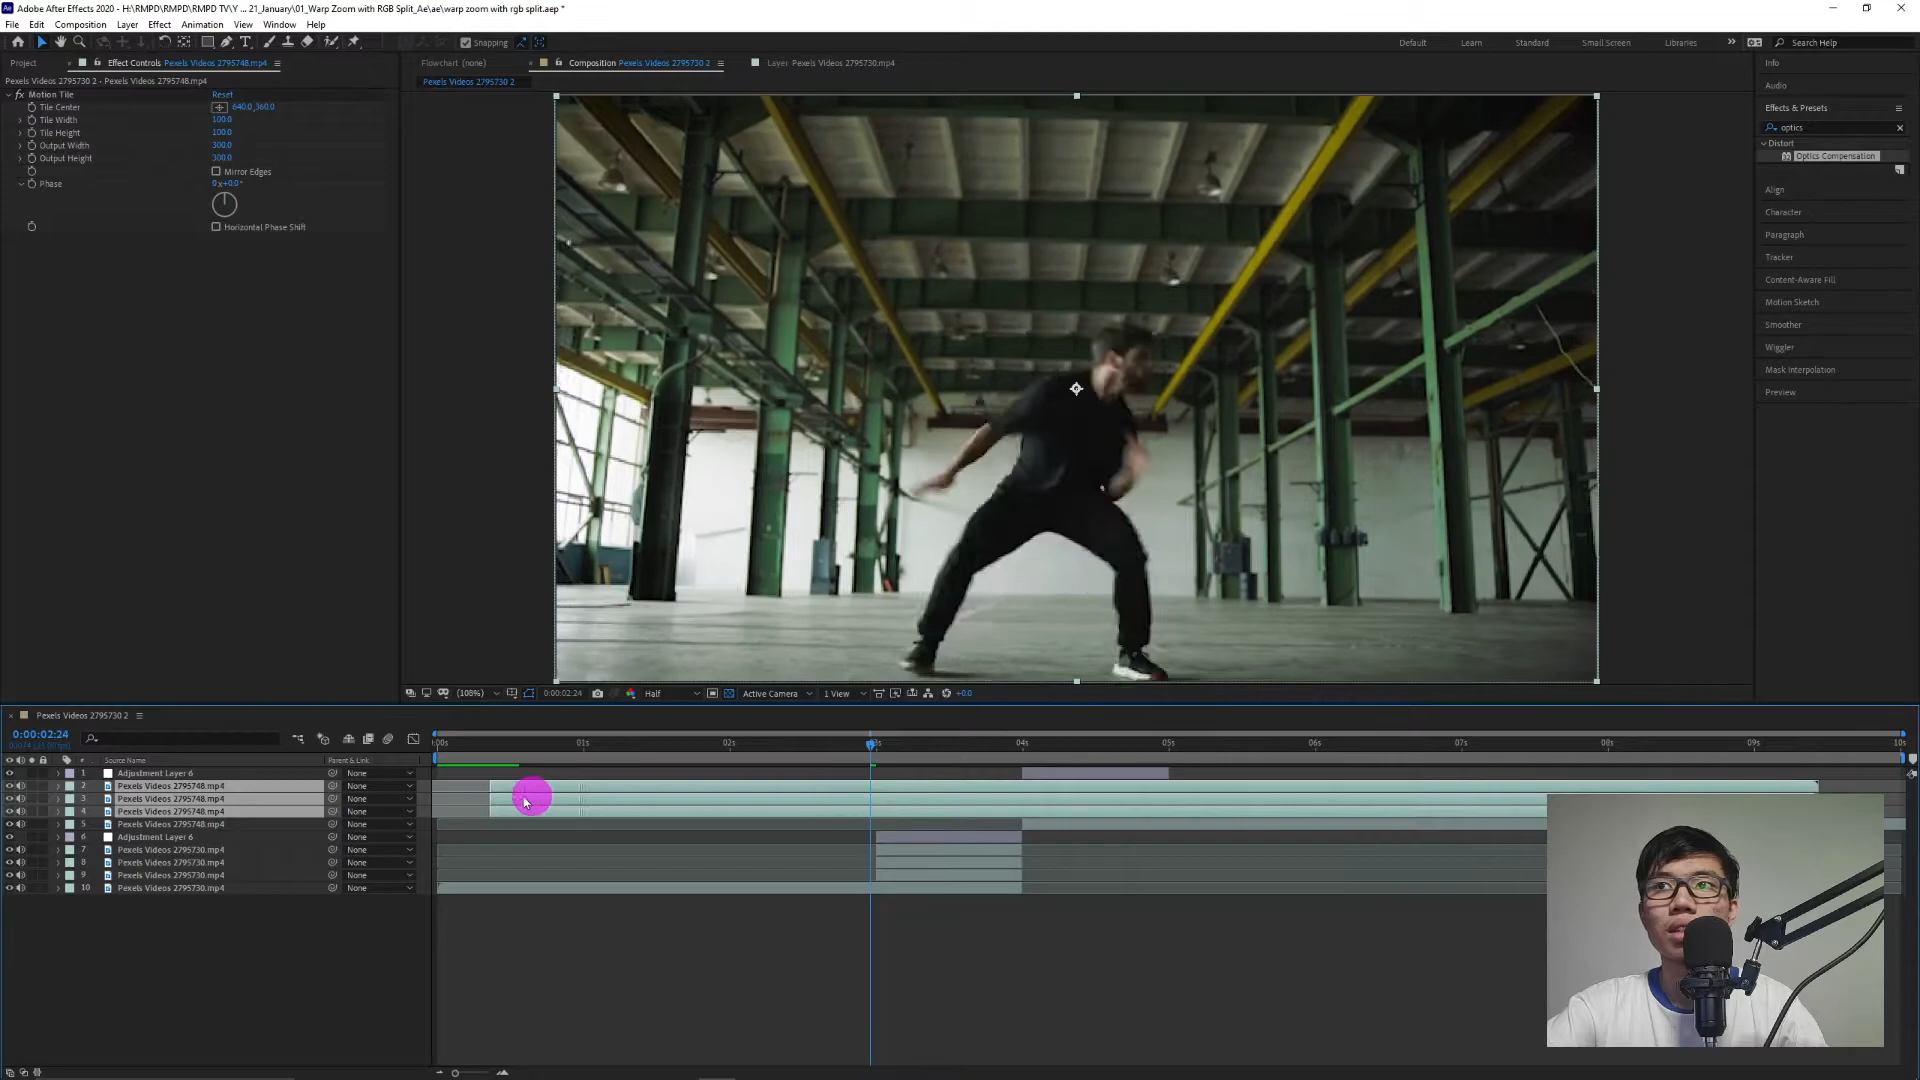 Adobe After Effects 2020 - H:\RMPD\RMPD\RMPD TV\Y ... 21_January\01_Warp Zoom with RGB Split_Ae\ae\warp zoom with rgb split.aep *
File Edit Composition Layer Effect Animation View Window Help
Snapping
Default Learn Standard Small Screen Libraries Search Help
Project Effect Controls Pexels Videos 2795748.mp4
Flowchart (none) Composition Pexels Videos 2795730 2 Layer Pexels Videos 2795730.mp4
Pexels Videos 2795730 2 · Pexels Videos 2795748.mp4
Pexels Videos 2795730 2
fx Motion Tile Reset
Tile Center 640.0,360.0
Tile Width 100.0
Tile Height 100.0
Output Width 300.0
Output Height 300.0
Mirror Edges
Phase 0x+0.0°
Horizontal Phase Shift
Info
Audio
Effects & Presets
optics
Distort
Optics Compensation
Align
Character
Paragraph
Tracker
Content-Aware Fill
Motion Sketch
Smoother
Wiggler
Mask Interpolation
Preview
(108%) 0:00:02:24 Half Active Camera 1 View +0.0
Pexels Videos 2795730 2
0:00:02:24
:00s 01s 02s 03s 04s 05s 06s 07s 08s 09s 10s
# Source Name Parent & Link
1 Adjustment Layer 6 None
2 Pexels Videos 2795748.mp4 None
3 Pexels Videos 2795748.mp4 None
4 Pexels Videos 2795748.mp4 None
5 Pexels Videos 2795748.mp4 None
6 Adjustment Layer 6 None
7 Pexels Videos 2795730.mp4 None
8 Pexels Videos 2795730.mp4 None
9 Pexels Videos 2795730.mp4 None
10 Pexels Videos 2795730.mp4 None